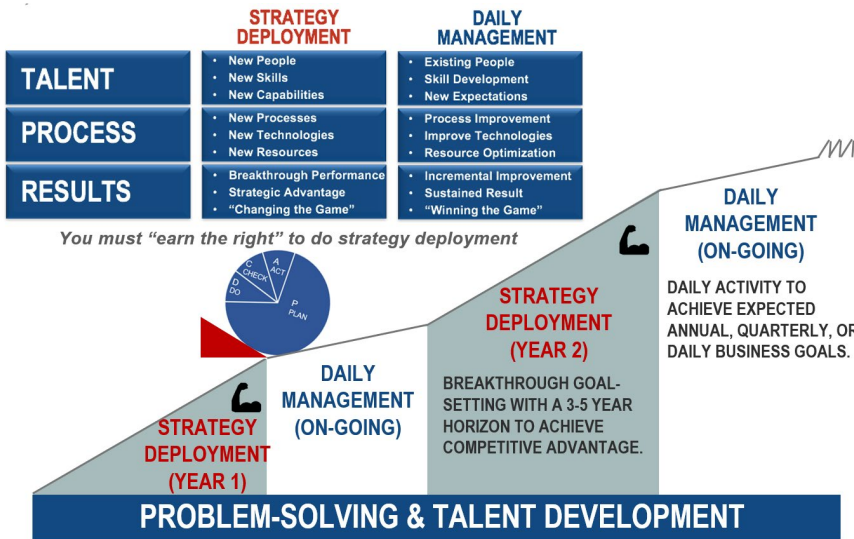 STRATEGY
DEPLOYMENT
DAILY
MANAGEMENT
TALENT
• New People
• New Skills
• New Capabilities
• Existing People
• Skill Development
• New Expectations
PROCESS
• New Processes
• New Technologies
• New Resources
• Process Improvement
• Improve Technologies
• Resource Optimization
RESULTS
• Breakthrough Performance
• Strategic Advantage
• “Changing the Game”
• Incremental Improvement
• Sustained Result
• “Winning the Game”
You must “earn the right” to do strategy deployment
A
ACT
C
CHECK
D
DO
P
PLAN
STRATEGY
DEPLOYMENT
(YEAR 1)
DAILY
MANAGEMENT
(ON-GOING)
STRATEGY
DEPLOYMENT
(YEAR 2)
BREAKTHROUGH GOAL-
SETTING WITH A 3-5 YEAR
HORIZON TO ACHIEVE
COMPETITIVE ADVANTAGE.
DAILY
MANAGEMENT
(ON-GOING)
DAILY ACTIVITY TO
ACHIEVE EXPECTED
ANNUAL, QUARTERLY, OR
DAILY BUSINESS GOALS.
PROBLEM-SOLVING & TALENT DEVELOPMENT